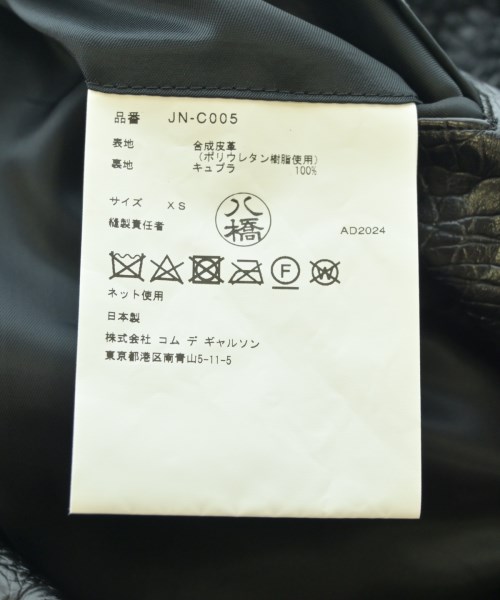 品番 JN-C005
表地 合成皮革
(ポリウレタン樹脂使用)
裏地 キュプラ 100%
サイズ XS
八橋
縫製責任者
AD2024
F W
ネット使用
日本製
株式会社 コム デ ギャルソン
東京都港区南青山5-11-5